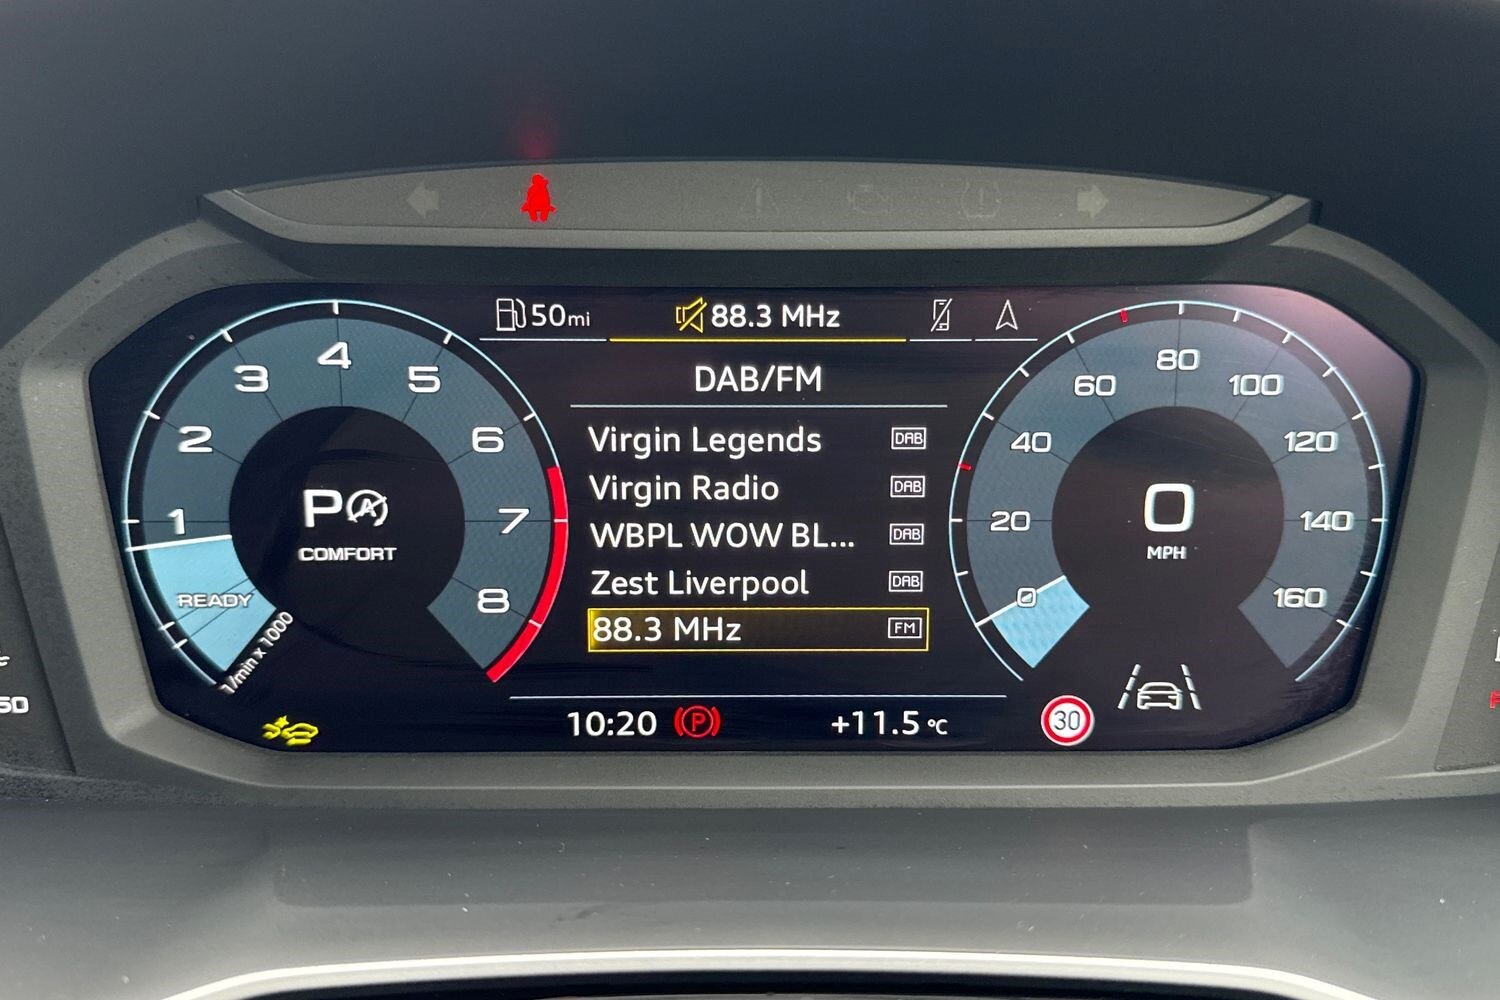 50mi
88.3 MHz
DAB/FM
Virgin Legends DAB
Virgin Radio DAB
WBPL WOW BL... DAB
Zest Liverpool DAB
88.3 MHz FM
10:20 P +11.5 °C
1 2 3 4 5 6 7 8
READY
1/min x 1000
P A
COMFORT
0 20 40 60 80 100 120 140 160
0
MPH
30